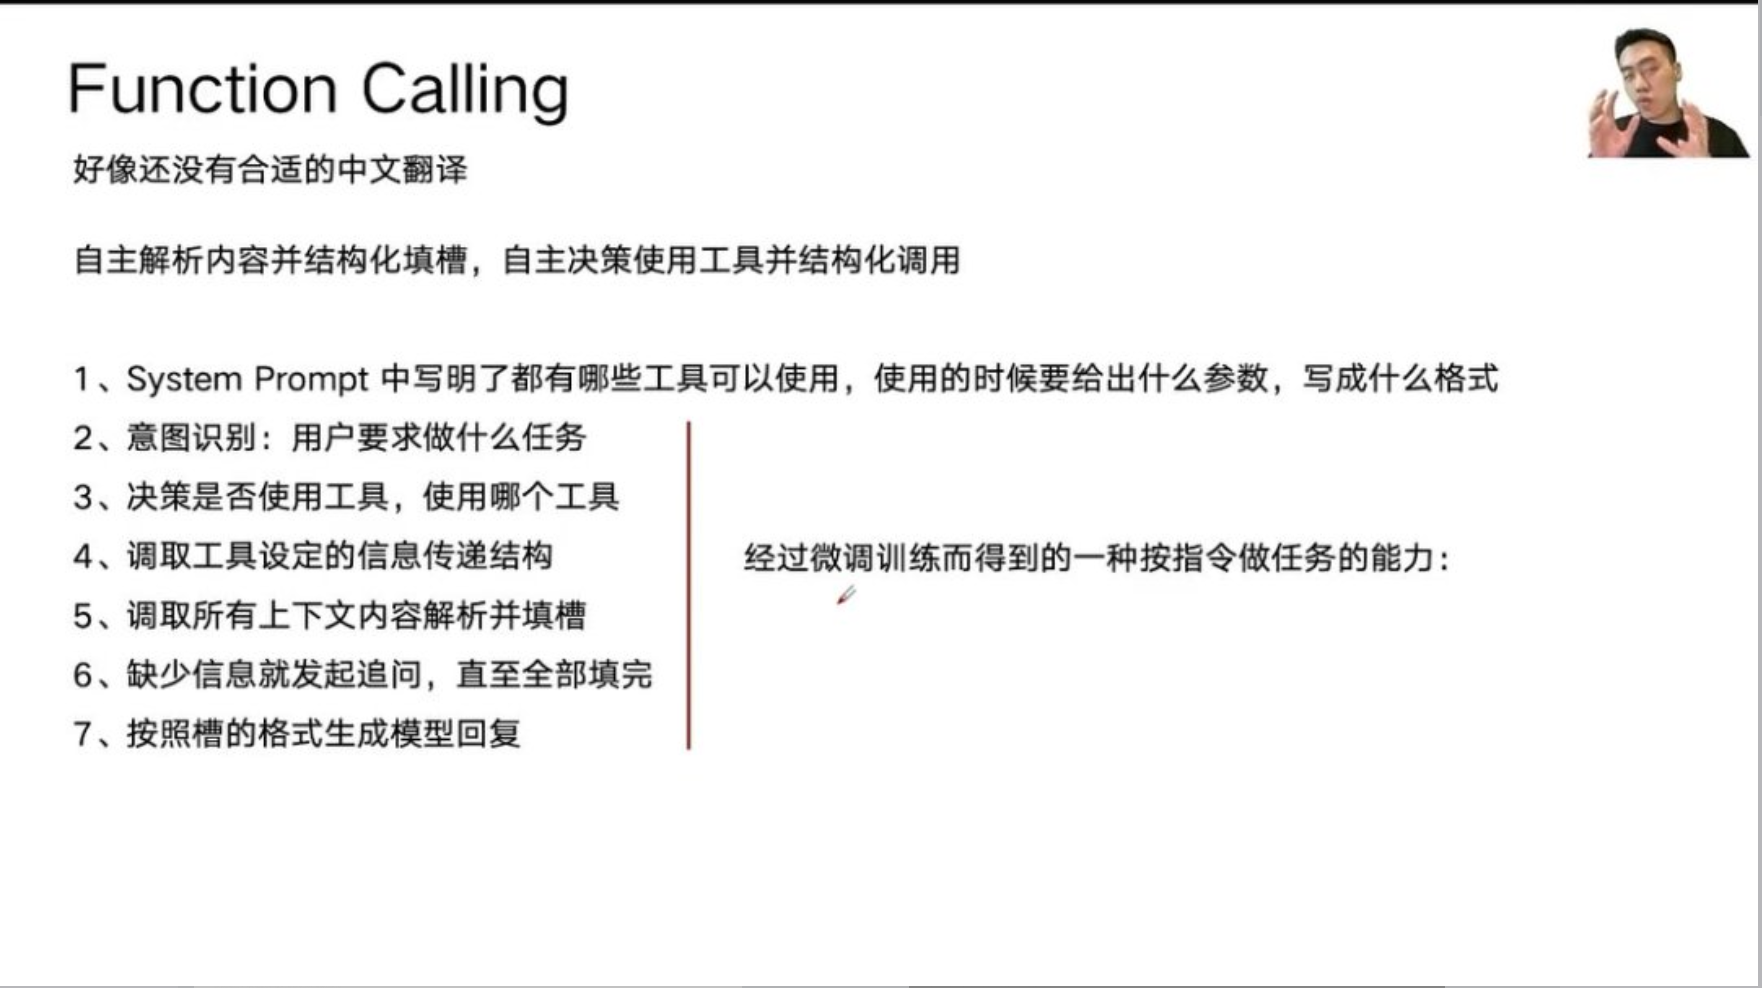 Function Calling
好像还没有合适的中文翻译
自主解析内容并结构化填槽，自主决策使用工具并结构化调用
1、System Prompt 中写明了都有哪些工具可以使用，使用的时候要给出什么参数，写成什么格式
2、意图识别：用户要求做什么任务
3、决策是否使用工具，使用哪个工具
4、调取工具设定的信息传递结构
5、调取所有上下文内容解析并填槽
6、缺少信息就发起追问，直至全部填完
7、按照槽的格式生成模型回复
经过微调训练而得到的一种按指令做任务的能力：